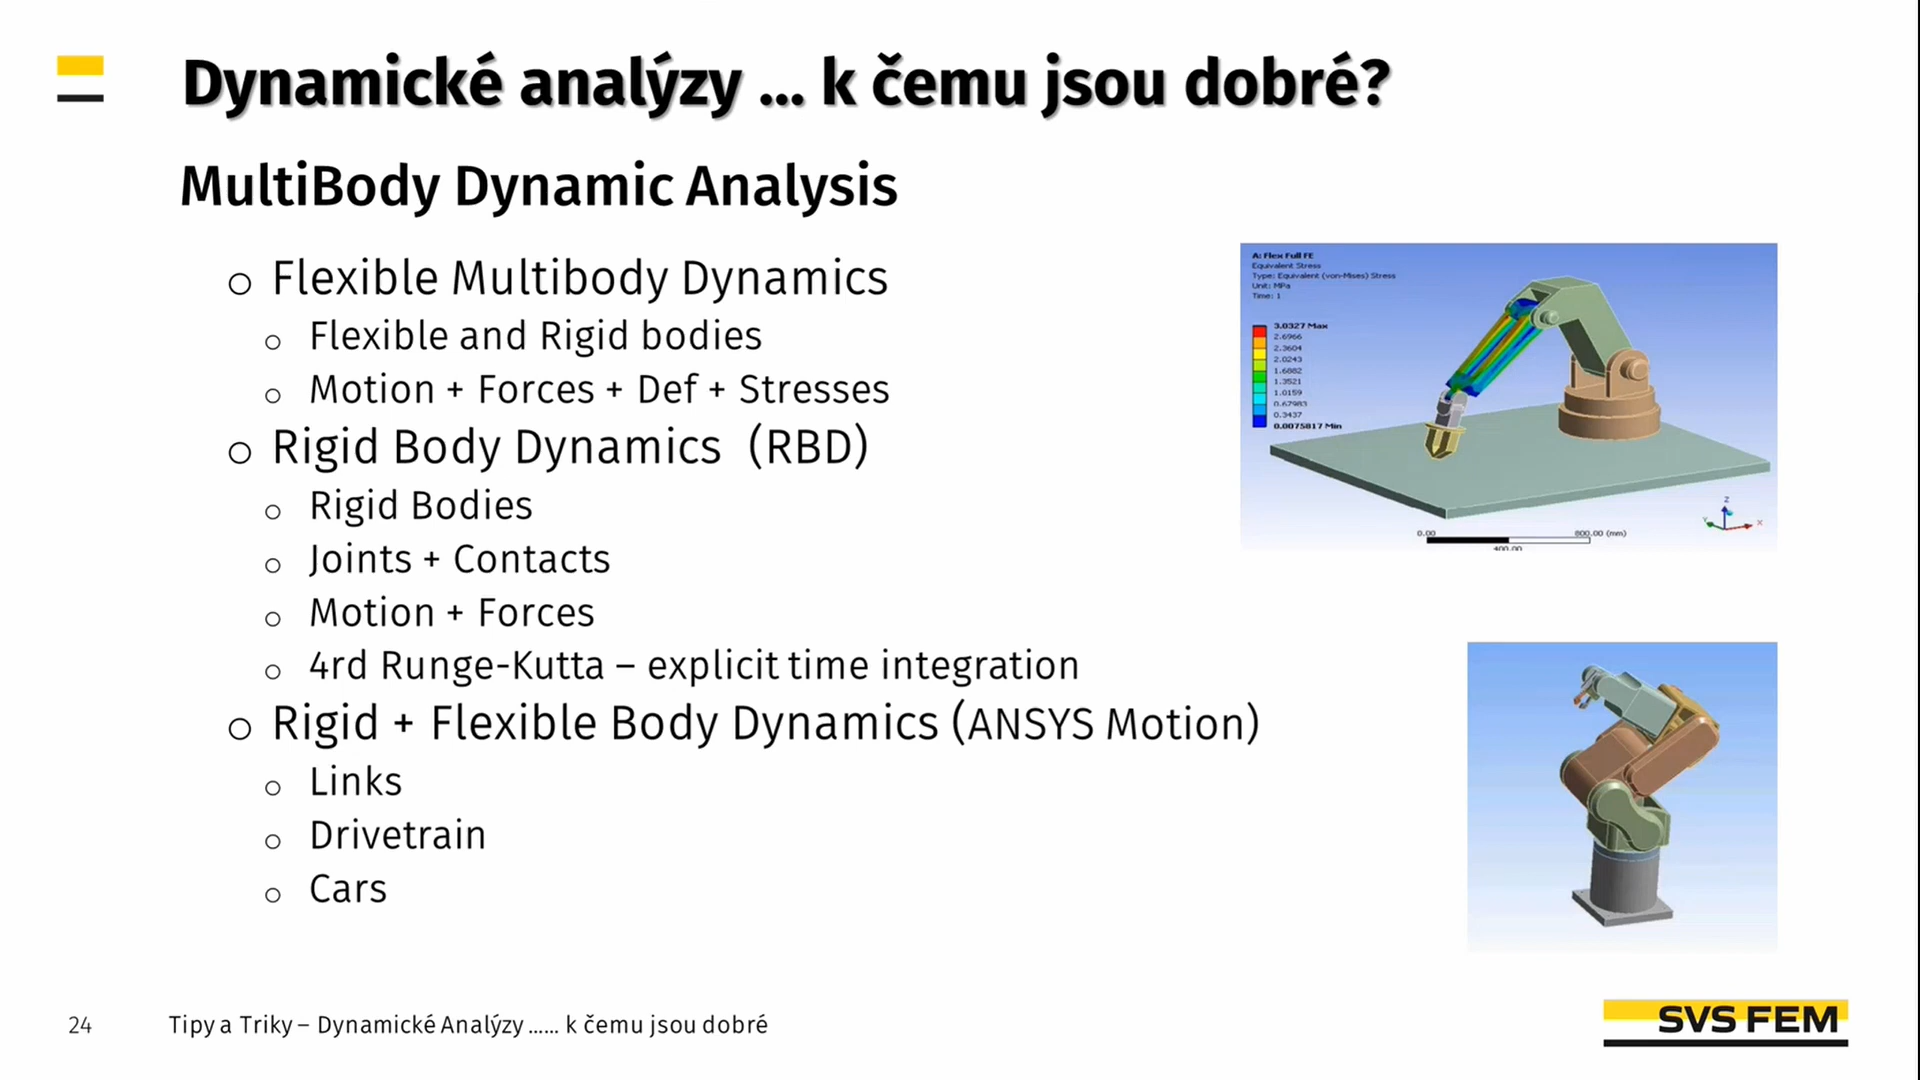 Dynamické analýzy ... k čemu jsou dobré?
MultiBody Dynamic Analysis
o Flexible Multibody Dynamics
o Flexible and Rigid bodies
o Motion + Forces + Def + Stresses
o Rigid Body Dynamics (RBD)
o Rigid Bodies
o Joints + Contacts
o Motion + Forces
o 4rd Runge-Kutta – explicit time integration
o Rigid + Flexible Body Dynamics (ANSYS Motion)
o Links
o Drivetrain
o Cars
A: Flex Full FE
Equivalent Stress
Type: Equivalent (von-Mises) Stress
Unit: MPa
Time: 1
3.0327 Max
2.6966
2.3604
2.0243
1.6882
1.3521
1.0159
0.67983
0.3437
0.0075817 Min
Z
Y
X
0.00
800.00 (mm)
400.00
24
Tipy a Triky – Dynamické Analýzy ...... k čemu jsou dobré
SVS FEM